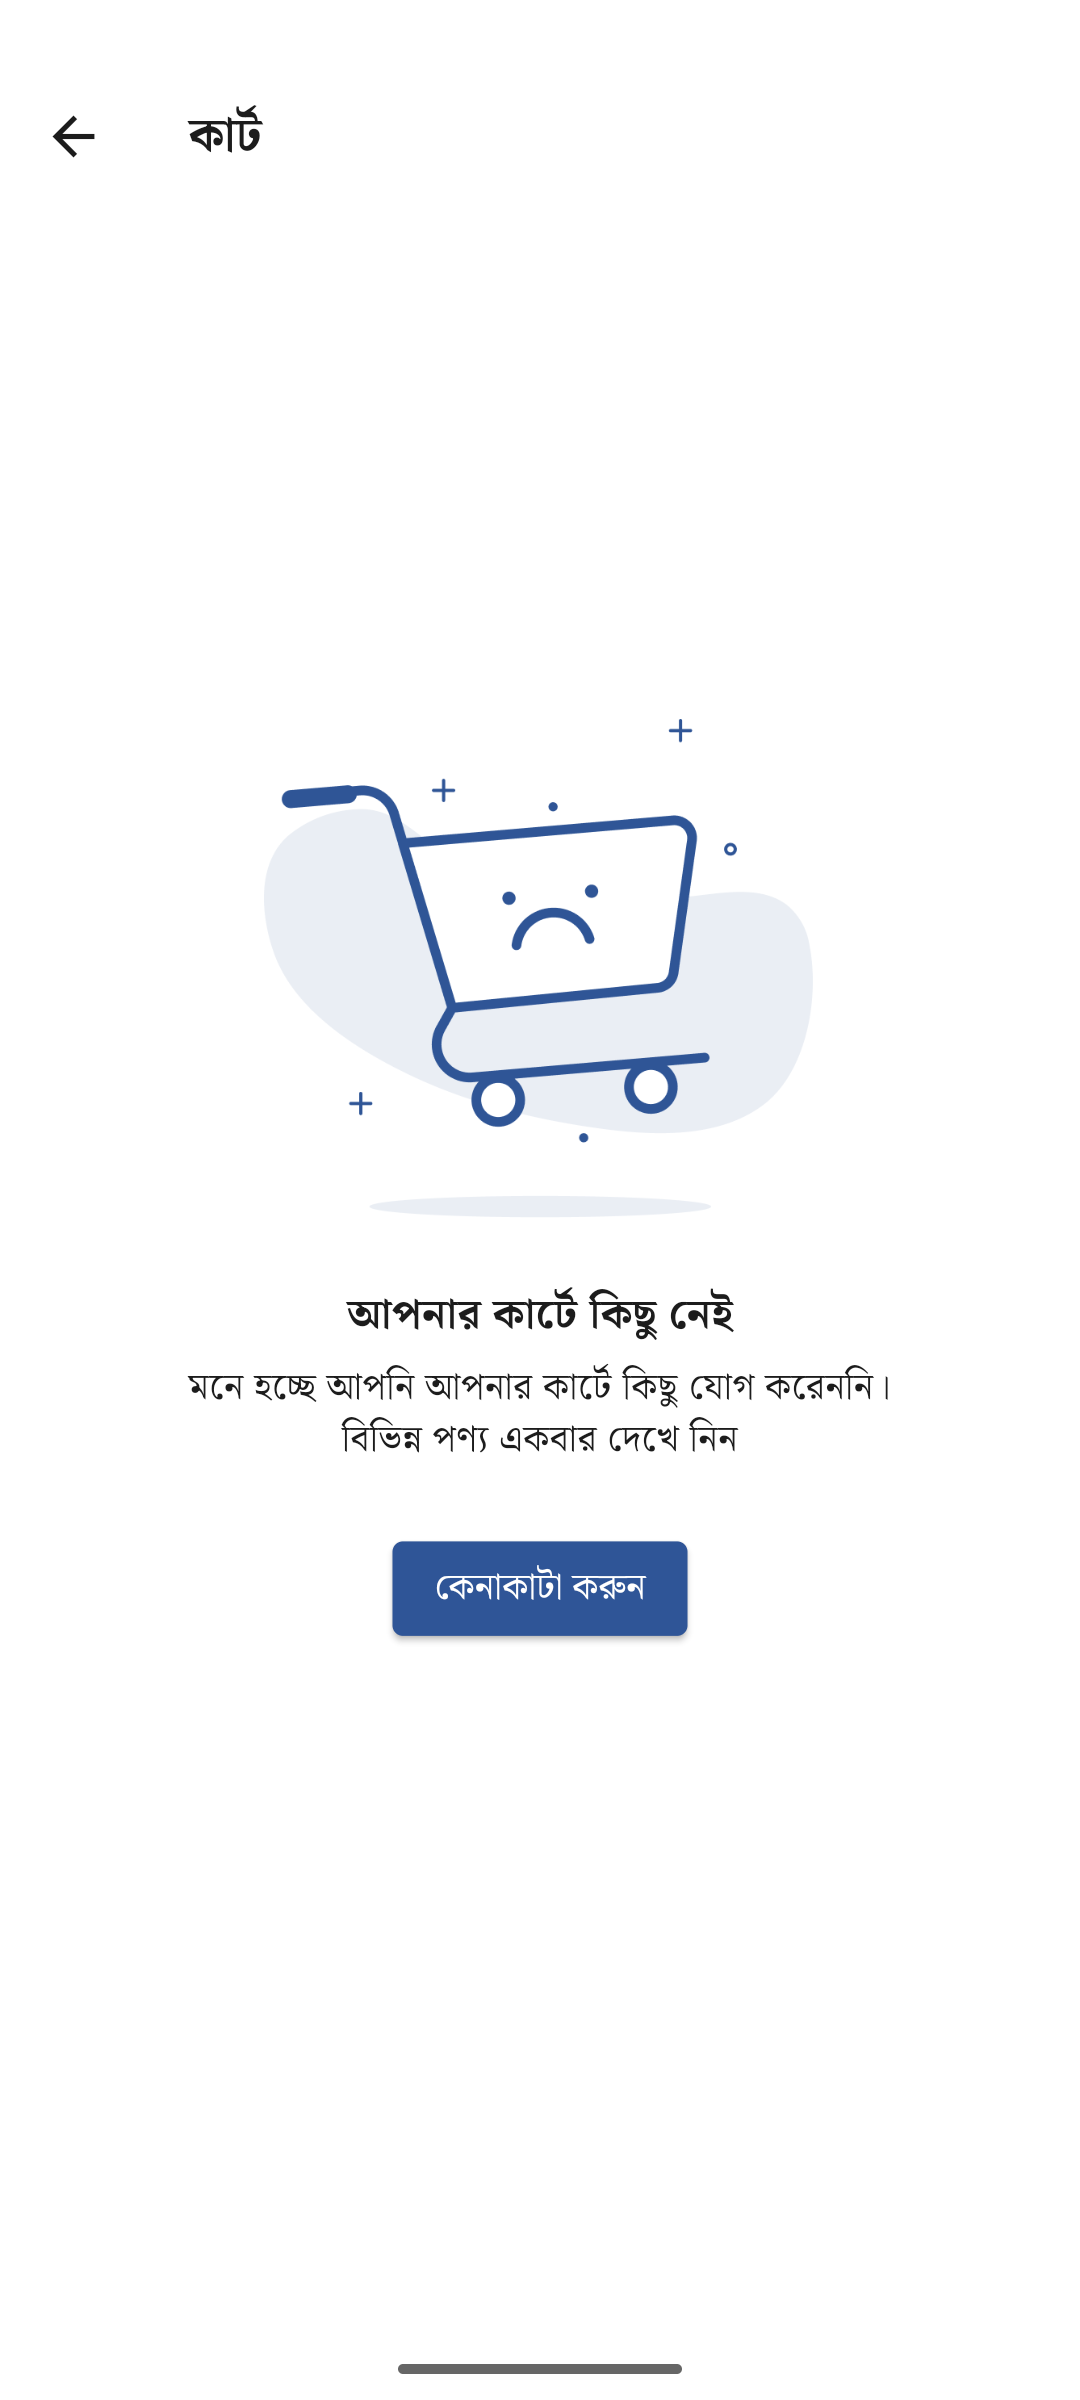 কার্ট
আপনার কার্টে কিছু নেই
মনে হচ্ছে আপনি আপনার কার্টে কিছু যোগ করেননি।
বিভিন্ন পণ্য একবার দেখে নিন
কেনাকাটা করুন